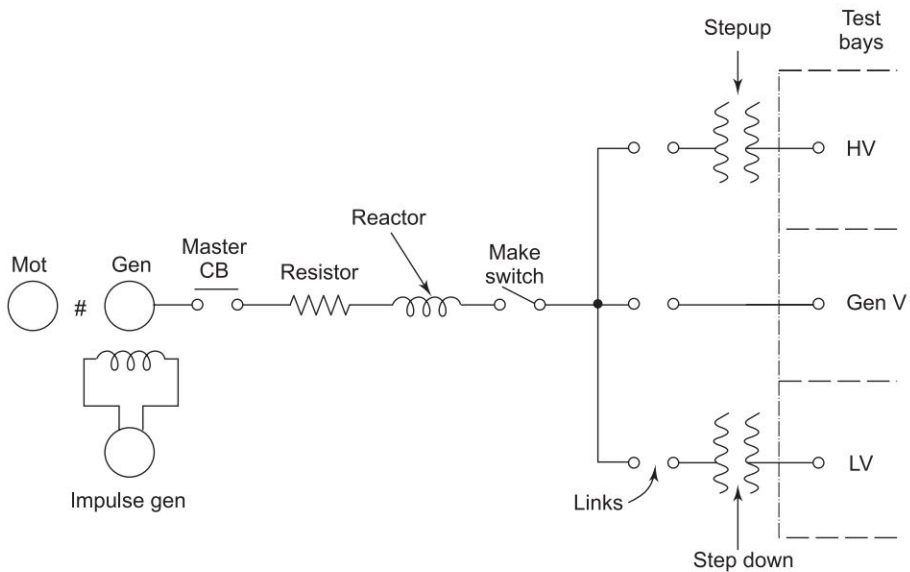 Stepup
Test
bays
HV
Reactor
Mot
#
Gen
Master
CB
Resistor
Make
switch
Gen V
LV
Impulse gen
Links
Step down